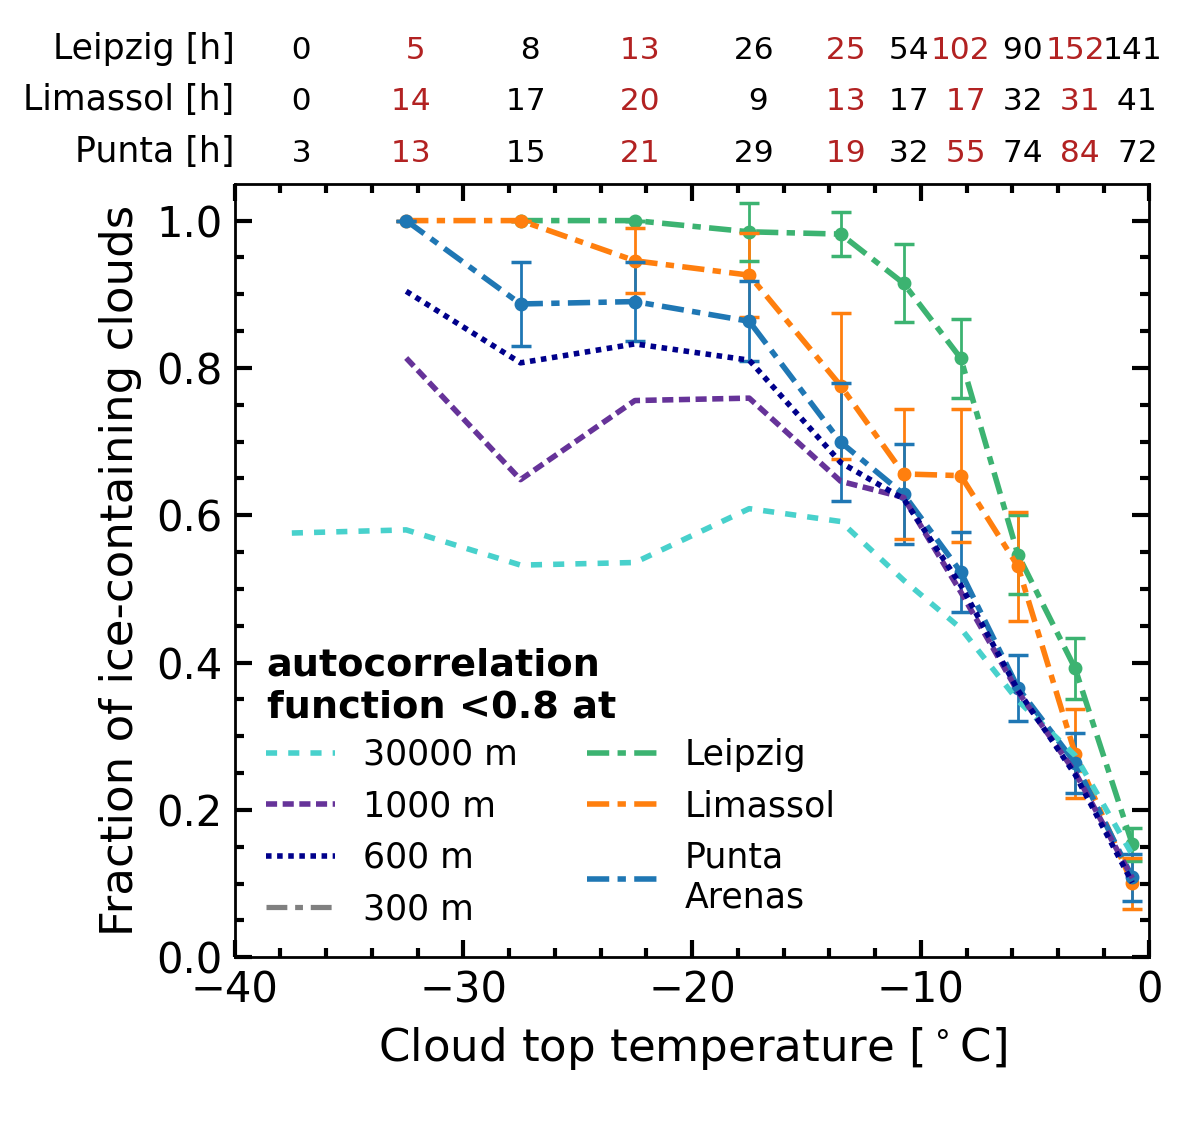 Leipzig [h] 0 5 8 13 26 25 54 102 90 152 141
Limassol [h] 0 14 17 20 9 13 17 17 32 31 41
Punta [h] 3 13 15 21 29 19 32 55 74 84 72
Fraction of ice-containing clouds
1.0
0.8
0.6
0.4
0.2
0.0
autocorrelation
function <0.8 at
30000 m
1000 m
600 m
300 m
Leipzig
Limassol
Punta
Arenas
−40 −30 −20 −10 0
Cloud top temperature [°C]